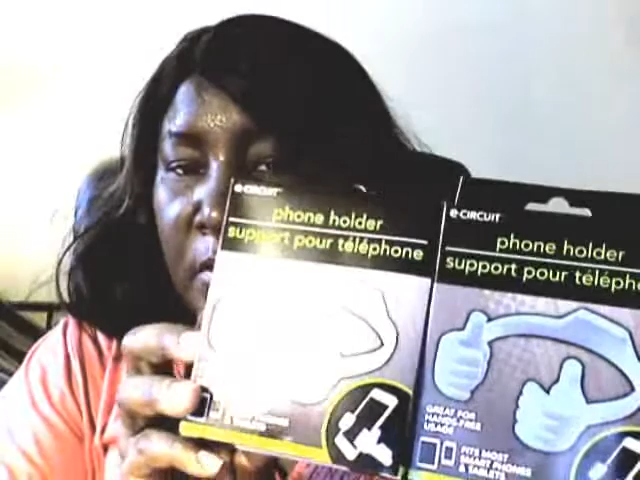 e-CIRCUIT
phone holder
support pour téléphone
e-CIRCUIT
phone holder
support pour télépho
GREAT FOR
HANDS-FREE
USAGE
FITS MOST
SMART PHONES
& TABLETS